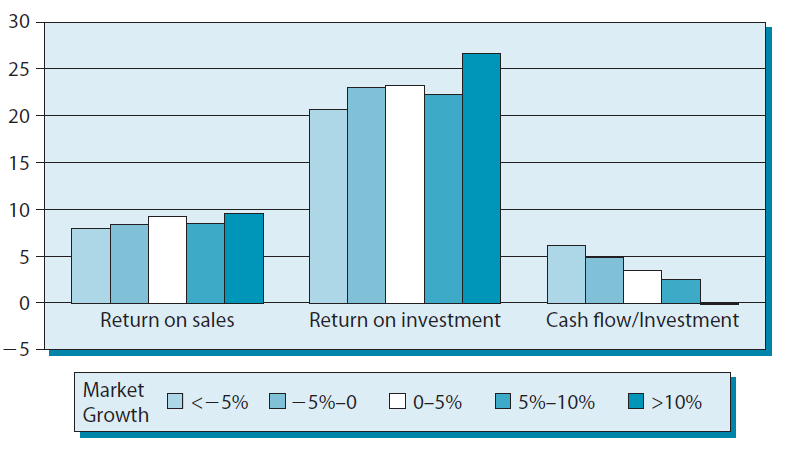 30
25
20
15
10
5
0
−5
Return on sales
Return on investment
Cash flow/Investment
Market
Growth
<−5%
−5%–0
0–5%
5%–10%
>10%